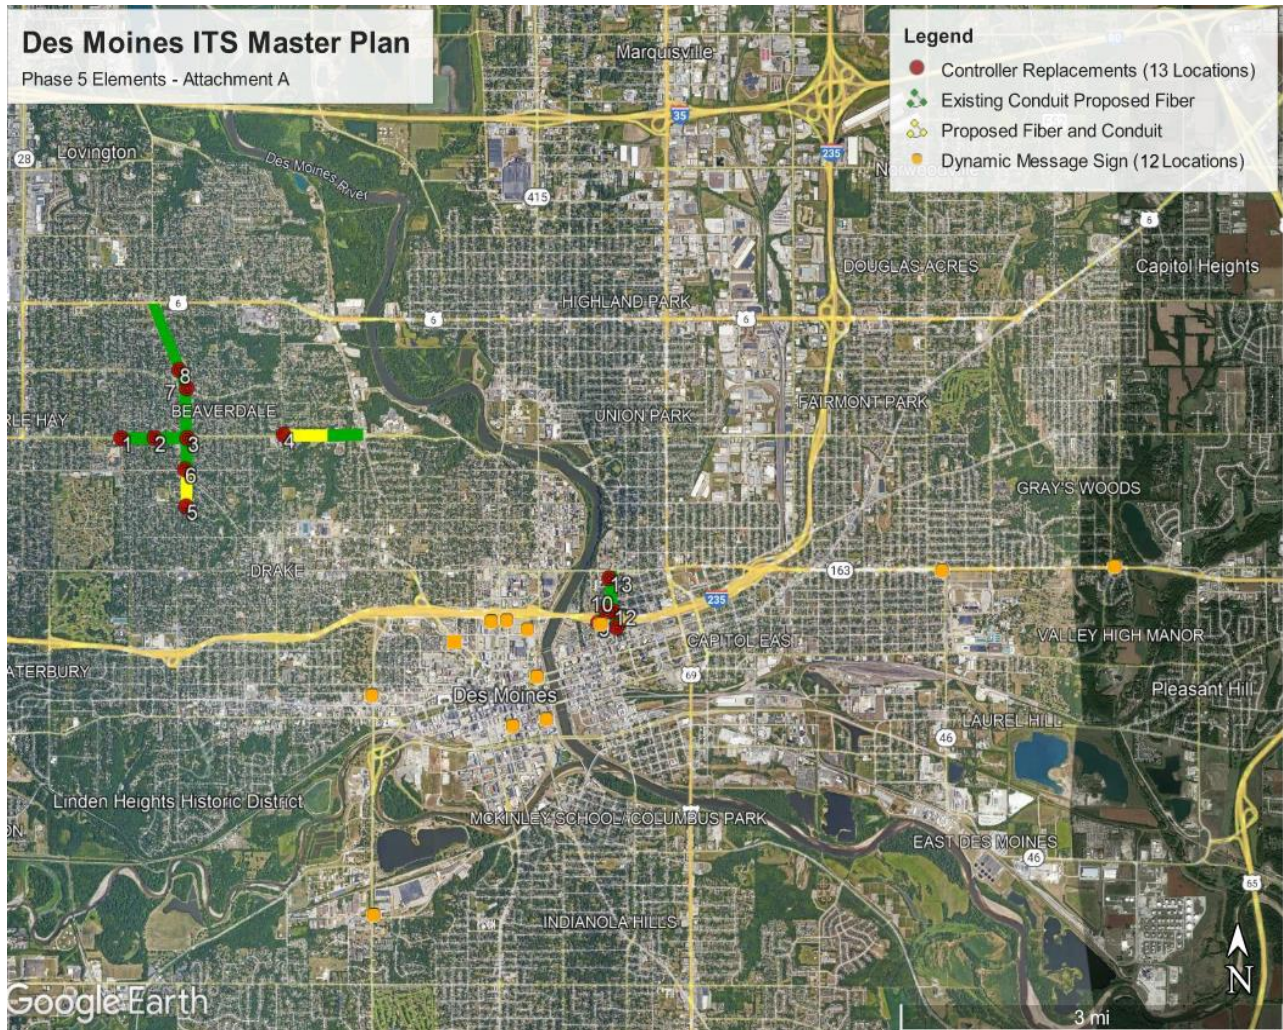 Des Moines ITS Master Plan
Phase 5 Elements - Attachment A
Legend
Controller Replacements (13 Locations)
Existing Conduit Proposed Fiber
Proposed Fiber and Conduit
Dynamic Message Sign (12 Locations)
Marquisville
35
235
28
Lovington
Des Moines River
415
6
DOUGLAS ACRES
Capitol Heights
6
HIGHLAND PARK
6
6
8
7
BEAVERDALE
UNION PARK
FAIRMONT PARK
1
2
3
4
6
5
GRAY'S WOODS
DRAKE
163
13
10
12
235
CAPITOL EAS
VALLEY HIGH MANOR
69
Des Moines
Pleasant Hill
LAUREL HILL
46
Linden Heights Historic District
MCKINLEY SCHOOL/COLUMBUS PARK
EAST DES MOINES
46
65
INDIANOLA HILLS
N
Google Earth
3 mi